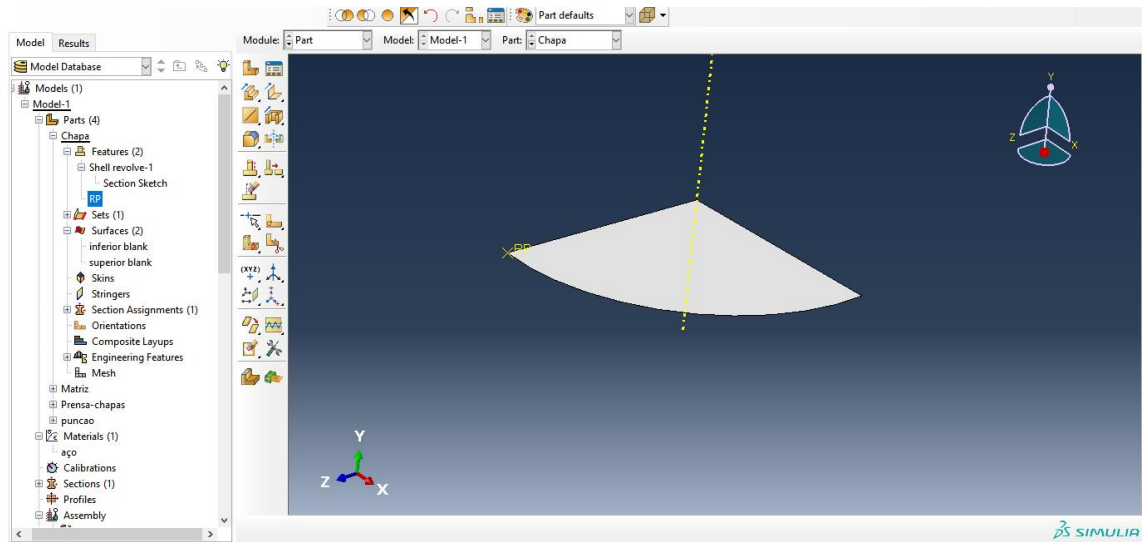 Part defaults
Model Results
Module: Part Model: Model-1 Part: Chapa
Model Database
Models (1)
Model-1
Parts (4)
Chapa
Features (2)
Shell revolve-1
Section Sketch
RP
Sets (1)
Surfaces (2)
inferior blank
superior blank
Skins
Stringers
Section Assignments (1)
Orientations
Composite Layups
Engineering Features
Mesh
Matriz
Prensa-chapas
puncao
Materials (1)
aço
Calibrations
Sections (1)
Profiles
Assembly
(XYZ)
RP
Y
Z
X
Y
Z
X
SIMULIA